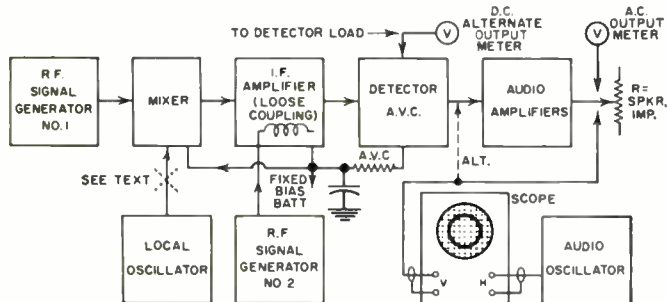 D.C.
ALTERNATE
OUTPUT
METER
A.C.
OUTPUT
METER
TO DETECTOR LOAD
V
V
R.F.
SIGNAL
GENERATOR
NO.1
MIXER
I.F.
AMPLIFIER
(LOOSE
COUPLING)
DETECTOR
A.V.C.
AUDIO
AMPLIFIERS
R=
SPKR,
IMP.
A.V.C
ALT.
SEE TEXT
FIXED
BIAS
BATT
SCOPE
LOCAL
OSCILLATOR
R.F
SIGNAL
GENERATOR
NO 2
V
H
AUDIO
OSCILLATOR